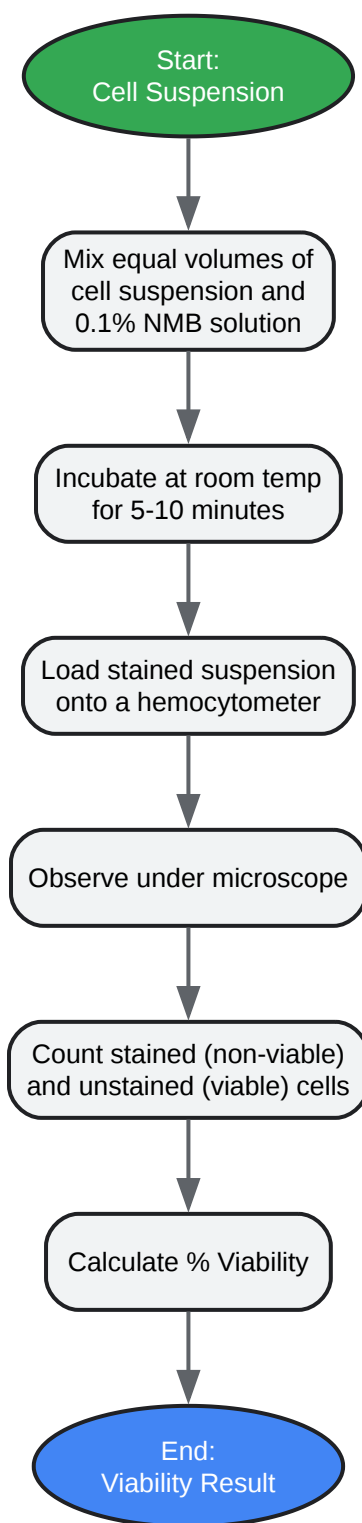 Start:
Cell Suspension
Mix equal volumes of
cell suspension and
0.1% NMB solution
Incubate at room temp
for 5-10 minutes
Load stained suspension
onto a hemocytometer
Observe under microscope
Count stained (non-viable)
and unstained (viable) cells
Calculate % Viability
End:
Viability Result